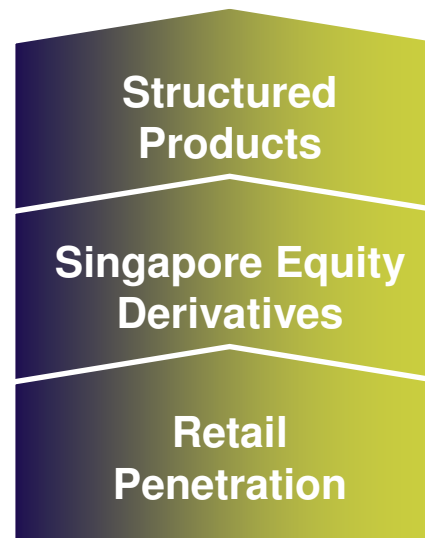 Structured
Products
Singapore Equity
Derivatives
Retail
Penetration